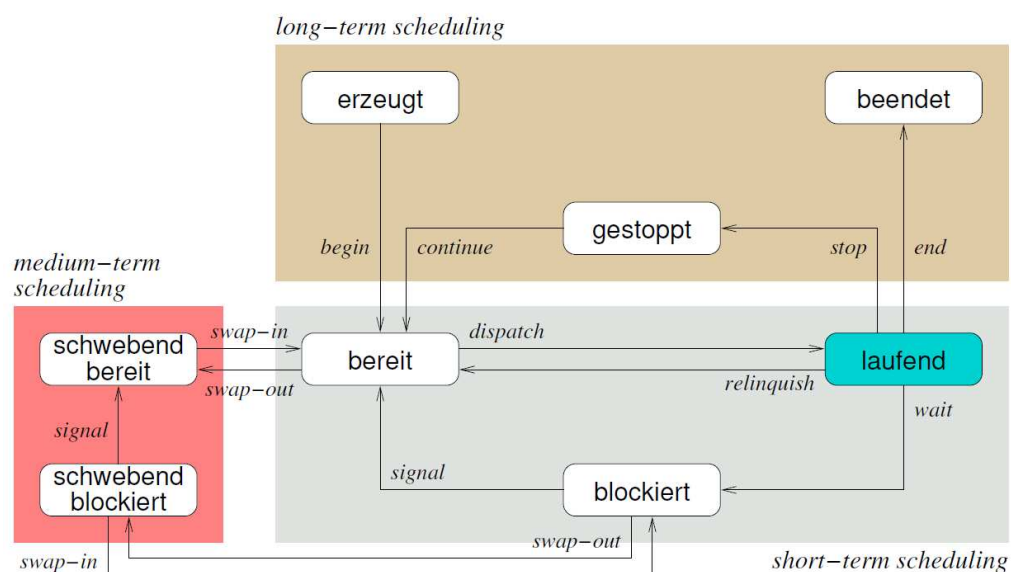 long−term scheduling
erzeugt
beendet
gestoppt
begin
continue
stop
end
medium−term
scheduling
swap−in
dispatch
schwebend
bereit
bereit
laufend
swap−out
relinquish
wait
signal
signal
schwebend
blockiert
blockiert
swap−out
swap−in
short−term scheduling